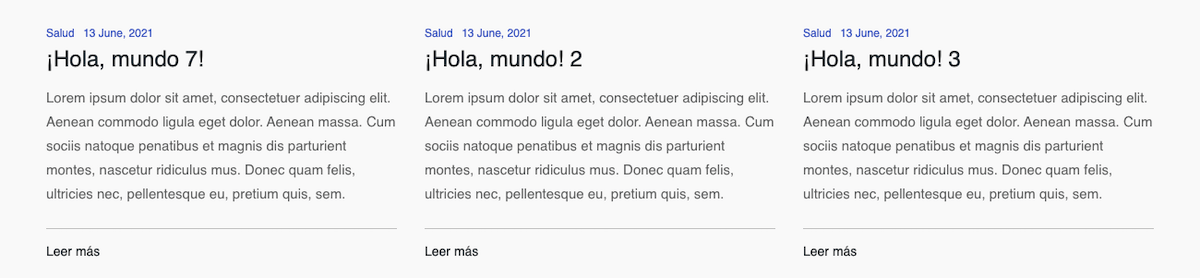 Salud 13 June, 2021
¡Hola, mundo 7!
Lorem ipsum dolor sit amet, consectetuer adipiscing elit.
Aenean commodo ligula eget dolor. Aenean massa. Cum
sociis natoque penatibus et magnis dis parturient
montes, nascetur ridiculus mus. Donec quam felis,
ultricies nec, pellentesque eu, pretium quis, sem.
Leer más
Salud 13 June, 2021
¡Hola, mundo! 2
Lorem ipsum dolor sit amet, consectetuer adipiscing elit.
Aenean commodo ligula eget dolor. Aenean massa. Cum
sociis natoque penatibus et magnis dis parturient
montes, nascetur ridiculus mus. Donec quam felis,
ultricies nec, pellentesque eu, pretium quis, sem.
Leer más
Salud 13 June, 2021
¡Hola, mundo! 3
Lorem ipsum dolor sit amet, consectetuer adipiscing elit.
Aenean commodo ligula eget dolor. Aenean massa. Cum
sociis natoque penatibus et magnis dis parturient
montes, nascetur ridiculus mus. Donec quam felis,
ultricies nec, pellentesque eu, pretium quis, sem.
Leer más